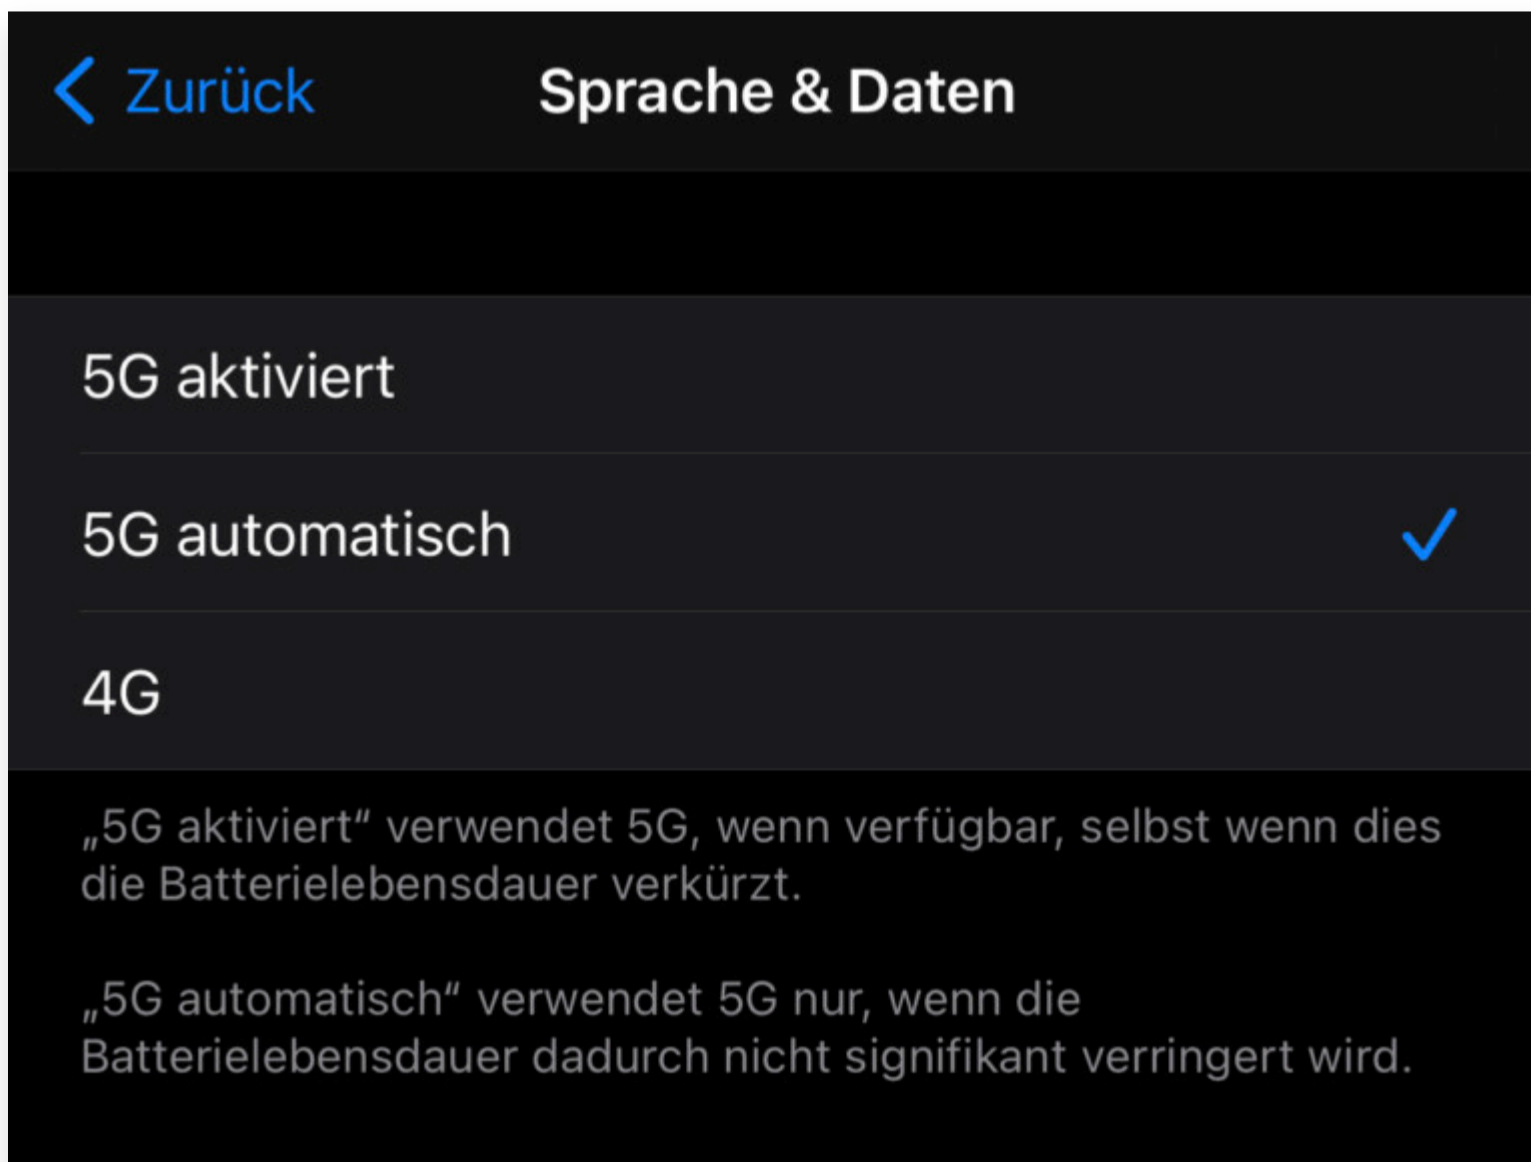 Zurück
Sprache & Daten
5G aktiviert
5G automatisch
4G
„5G aktiviert“ verwendet 5G, wenn verfügbar, selbst wenn dies
die Batterielebensdauer verkürzt.
„5G automatisch“ verwendet 5G nur, wenn die
Batterielebensdauer dadurch nicht signifikant verringert wird.